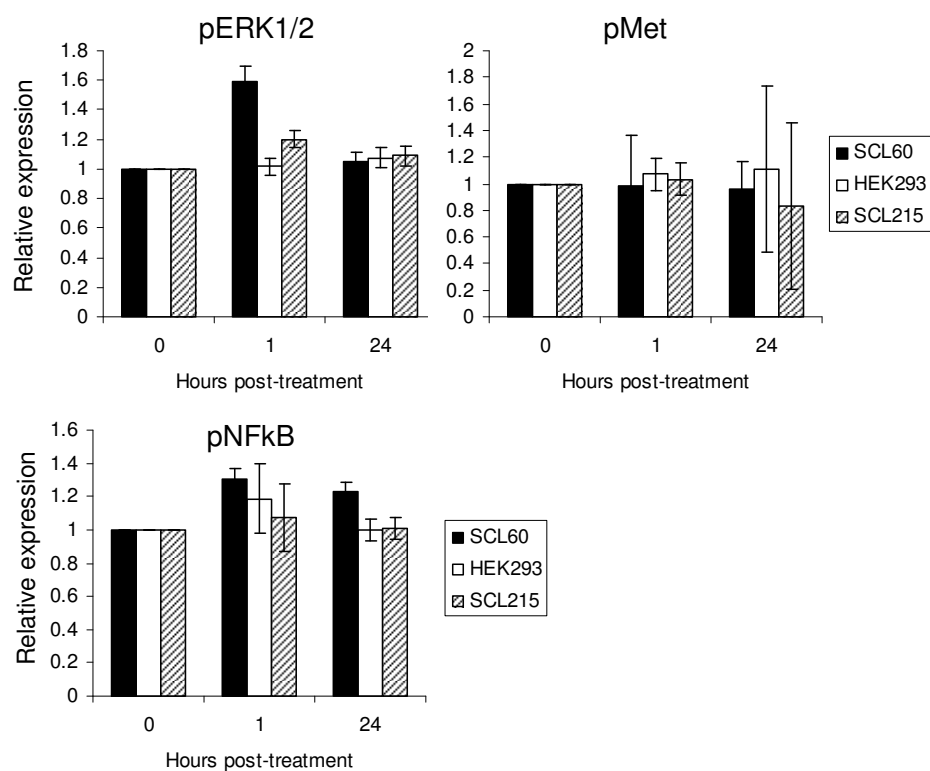 pERK1/2
1.8
1.6
1.4
1.2
1
0.8
0.6
0.4
0.2
0
Relative expression
0 1 24
Hours post-treatment
pMet
2
1.8
1.6
1.4
1.2
1
0.8
0.6
0.4
0.2
0
0 1 24
Hours post-treatment
SCL60
HEK293
SCL215
pNFkB
1.6
1.4
1.2
1
0.8
0.6
0.4
0.2
0
Relative expression
0 1 24
Hours post-treatment
SCL60
HEK293
SCL215